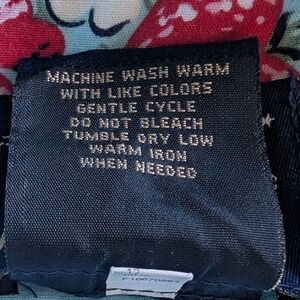 MACHINE WASH WARM
WITH LIKE COLORS
GENTLE CYCLE
DO NOT BLEACH
TUMBLE DRY LOW
WARM IRON
WHEN NEEDED